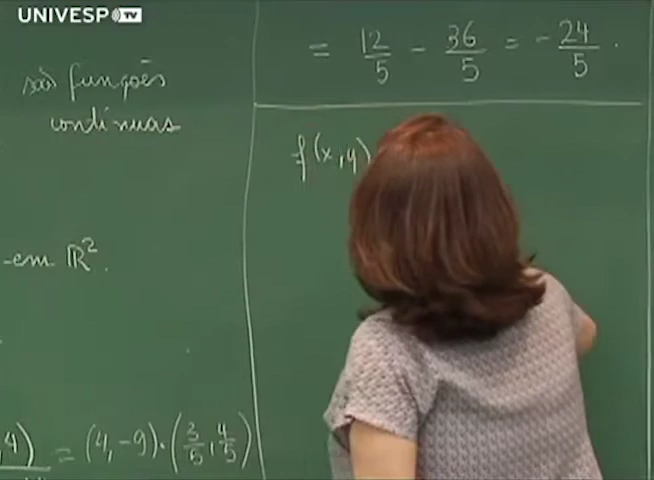 UNIVESP TV
são funções
contínuas
em ℝ².
,4) = (4,-9)·(3/5, 4/5)
= 12/5 - 36/5 = -24/5.
f(x,y)